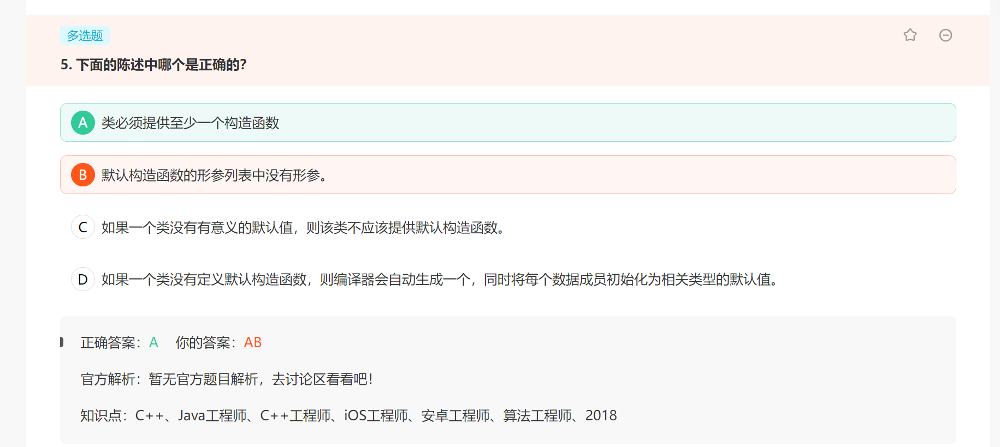 多选题
5. 下面的陈述中哪个是正确的？
A 类必须提供至少一个构造函数
B 默认构造函数的形参列表中没有形参。
C 如果一个类没有有意义的默认值，则该类不应该提供默认构造函数。
D 如果一个类没有定义默认构造函数，则编译器会自动生成一个，同时将每个数据成员初始化为相关类型的默认值。
正确答案：A 你的答案：AB
官方解析：暂无官方题目解析，去讨论区看看吧！
知识点：C++、Java工程师、C++工程师、iOS工程师、安卓工程师、算法工程师、2018